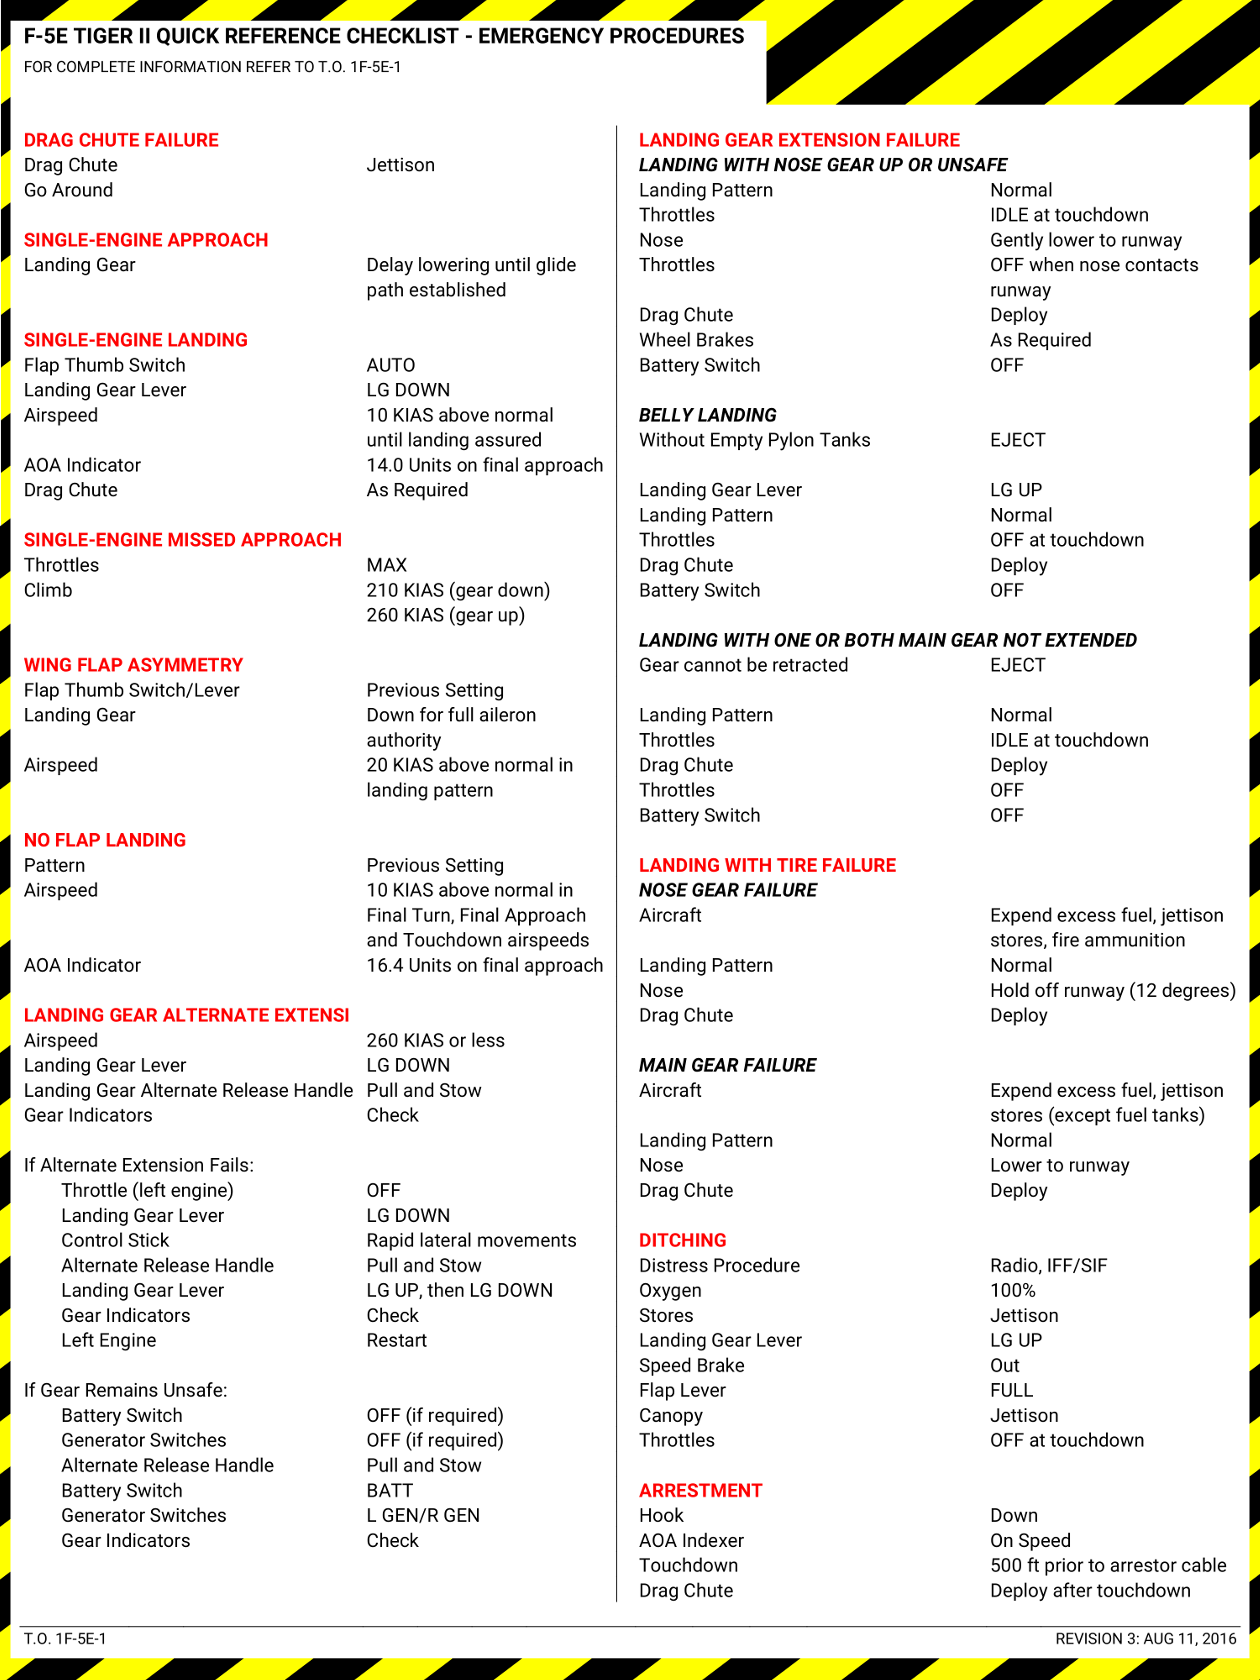 F-5E TIGER II QUICK REFERENCE CHECKLIST - EMERGENCY PROCEDURES
FOR COMPLETE INFORMATION REFER TO T.O. 1F-5E-1
DRAG CHUTE FAILURE
Drag Chute Jettison
Go Around
SINGLE-ENGINE APPROACH
Landing Gear Delay lowering until glide
path established
SINGLE-ENGINE LANDING
Flap Thumb Switch AUTO
Landing Gear Lever LG DOWN
Airspeed 10 KIAS above normal
until landing assured
AOA Indicator 14.0 Units on final approach
Drag Chute As Required
SINGLE-ENGINE MISSED APPROACH
Throttles MAX
Climb 210 KIAS (gear down)
260 KIAS (gear up)
WING FLAP ASYMMETRY
Flap Thumb Switch/Lever Previous Setting
Landing Gear Down for full aileron
authority
Airspeed 20 KIAS above normal in
landing pattern
NO FLAP LANDING
Pattern Previous Setting
Airspeed 10 KIAS above normal in
Final Turn, Final Approach
and Touchdown airspeeds
AOA Indicator 16.4 Units on final approach
LANDING GEAR ALTERNATE EXTENSI
Airspeed 260 KIAS or less
Landing Gear Lever LG DOWN
Landing Gear Alternate Release Handle Pull and Stow
Gear Indicators Check
If Alternate Extension Fails:
Throttle (left engine) OFF
Landing Gear Lever LG DOWN
Control Stick Rapid lateral movements
Alternate Release Handle Pull and Stow
Landing Gear Lever LG UP, then LG DOWN
Gear Indicators Check
Left Engine Restart
If Gear Remains Unsafe:
Battery Switch OFF (if required)
Generator Switches OFF (if required)
Alternate Release Handle Pull and Stow
Battery Switch BATT
Generator Switches L GEN/R GEN
Gear Indicators Check
LANDING GEAR EXTENSION FAILURE
LANDING WITH NOSE GEAR UP OR UNSAFE
Landing Pattern Normal
Throttles IDLE at touchdown
Nose Gently lower to runway
Throttles OFF when nose contacts
runway
Drag Chute Deploy
Wheel Brakes As Required
Battery Switch OFF
BELLY LANDING
Without Empty Pylon Tanks EJECT
Landing Gear Lever LG UP
Landing Pattern Normal
Throttles OFF at touchdown
Drag Chute Deploy
Battery Switch OFF
LANDING WITH ONE OR BOTH MAIN GEAR NOT EXTENDED
Gear cannot be retracted EJECT
Landing Pattern Normal
Throttles IDLE at touchdown
Drag Chute Deploy
Throttles OFF
Battery Switch OFF
LANDING WITH TIRE FAILURE
NOSE GEAR FAILURE
Aircraft Expend excess fuel, jettison
stores, fire ammunition
Landing Pattern Normal
Nose Hold off runway (12 degrees)
Drag Chute Deploy
MAIN GEAR FAILURE
Aircraft Expend excess fuel, jettison
stores (except fuel tanks)
Landing Pattern Normal
Nose Lower to runway
Drag Chute Deploy
DITCHING
Distress Procedure Radio, IFF/SIF
Oxygen 100%
Stores Jettison
Landing Gear Lever LG UP
Speed Brake Out
Flap Lever FULL
Canopy Jettison
Throttles OFF at touchdown
ARRESTMENT
Hook Down
AOA Indexer On Speed
Touchdown 500 ft prior to arrestor cable
Drag Chute Deploy after touchdown
T.O. 1F-5E-1 REVISION 3: AUG 11, 2016